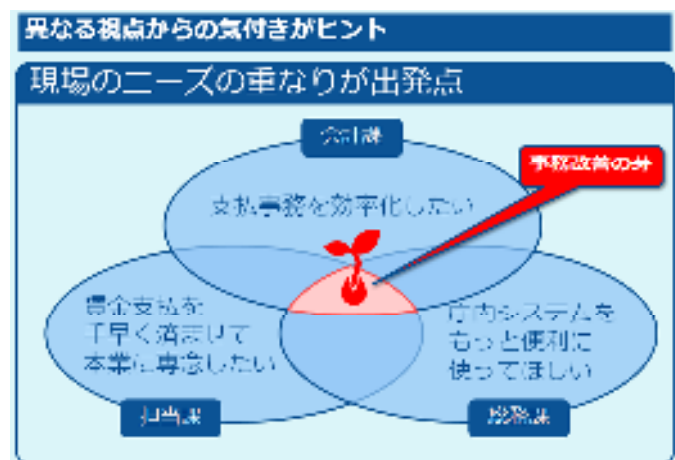 異なる視点からの気付きがヒント
現場のニーズの重なりが出発点
会計課
事務改善の芽
支払事務を効率化したい
賃金支払を
手早く済ませて
本業に専念したい
庁内システムを
もっと便利に
使ってほしい
担当課
総務課